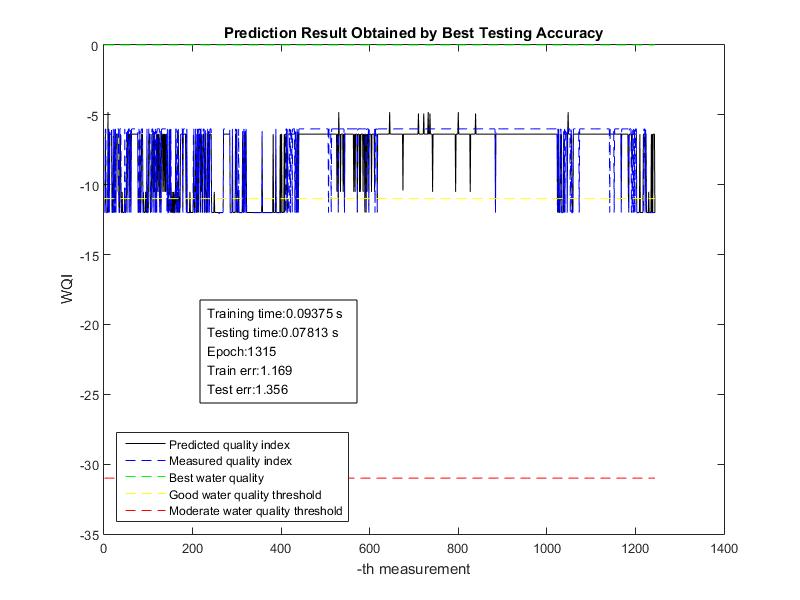 Prediction Result Obtained by Best Testing Accuracy
0
-5
-10
-15
-20
-25
-30
-35
WQI
Training time:0.09375 s
Testing time:0.07813 s
Epoch:1315
Train err:1.169
Test err:1.356
Predicted quality index
Measured quality index
Best water quality
Good water quality threshold
Moderate water quality threshold
0 200 400 600 800 1000 1200 1400
-th measurement